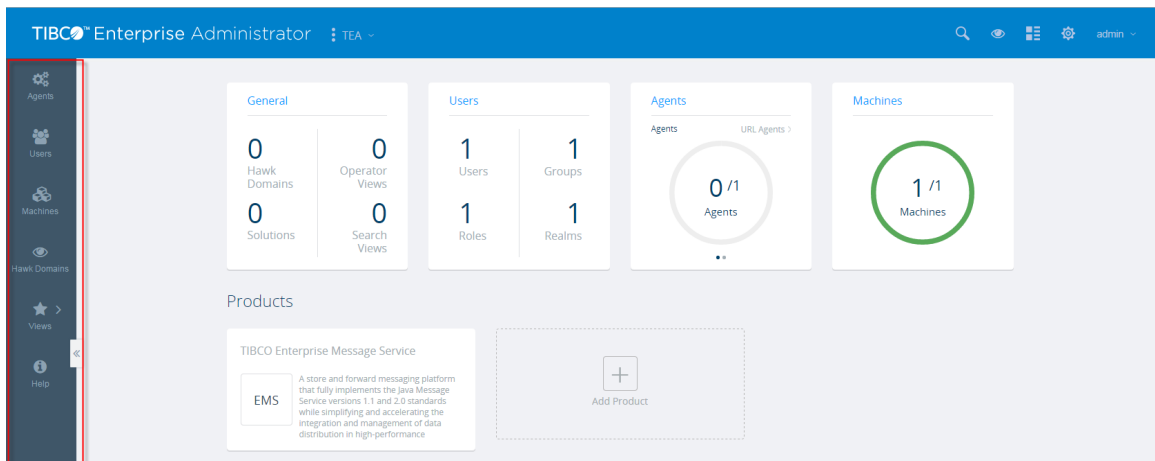 TIBCO™ Enterprise Administrator
TEA
admin
Agents
Users
Machines
Hawk Domains
Views
Help
General
0
Hawk
Domains
0
Operator
Views
0
Solutions
0
Search
Views
Users
1
Users
1
Groups
1
Roles
1
Realms
Agents
Agents
URL Agents
0 /1
Agents
Machines
1 /1
Machines
Products
TIBCO Enterprise Message Service
EMS
A store and forward messaging platform
that fully implements the Java Message
Service versions 1.1 and 2.0 standards
while simplifying and accelerating the
integration and management of data
distribution in high-performance
Add Product